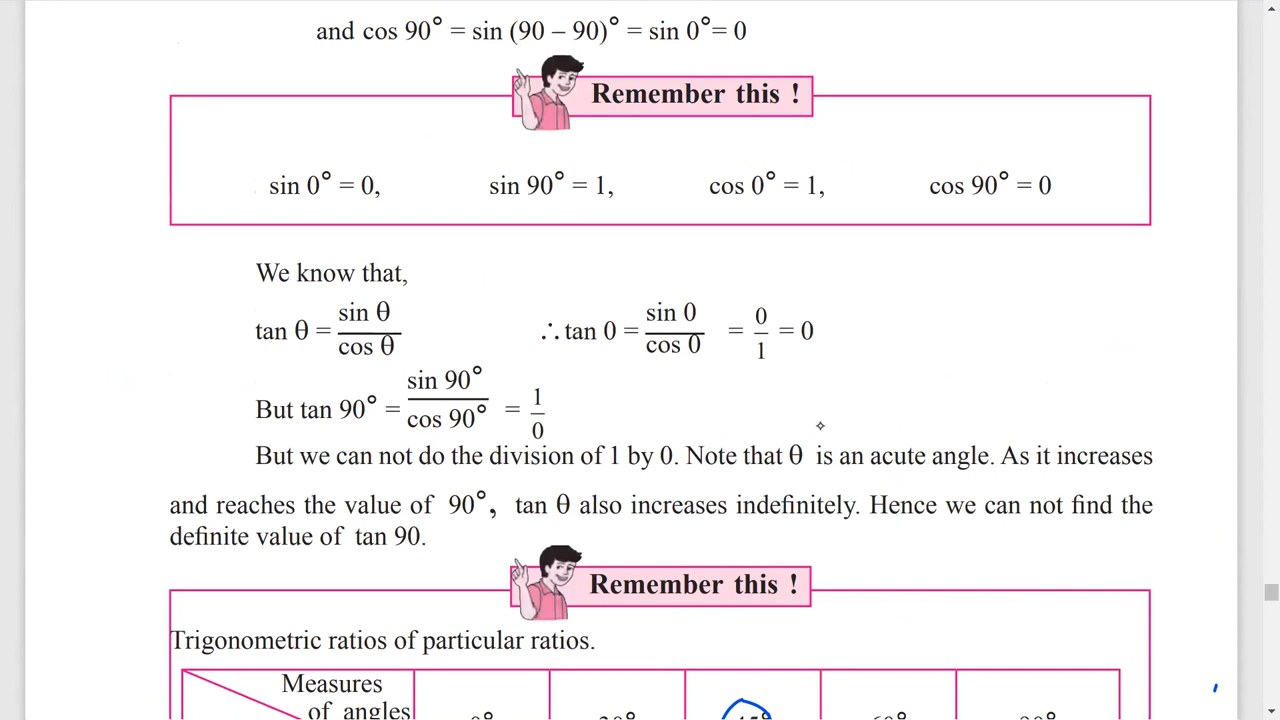 and cos 90° = sin (90 – 90)° = sin 0°= 0
Remember this !
sin 0° = 0, sin 90° = 1, cos 0° = 1, cos 90° = 0
We know that,
tan θ = sin θ / cos θ ∴ tan 0 = sin 0 / cos 0 = 0 / 1 = 0
But tan 90° = sin 90° / cos 90° = 1 / 0
But we can not do the division of 1 by 0. Note that θ is an acute angle. As it increases
and reaches the value of 90°, tan θ also increases indefinitely. Hence we can not find the
definite value of tan 90.
Remember this !
Trigonometric ratios of particular ratios.
Measures
of angles